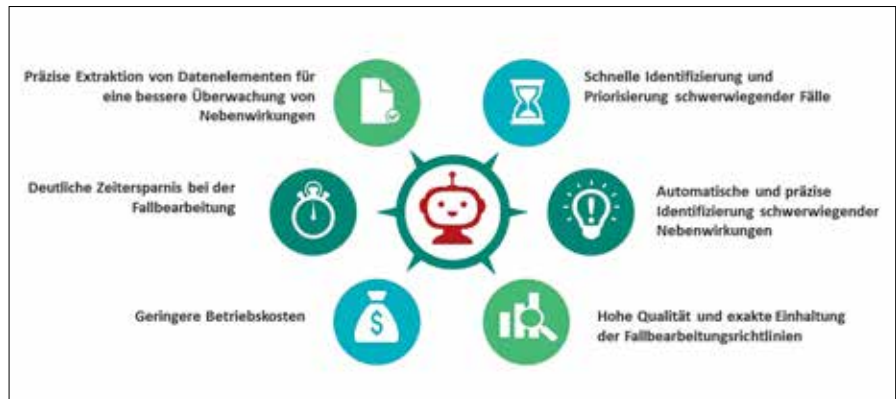 Präzise Extraktion von Datenelementen für
eine bessere Überwachung von
Nebenwirkungen
Schnelle Identifizierung und
Priorisierung schwerwiegender Fälle
Deutliche Zeitersparnis bei der
Fallbearbeitung
Automatische und präzise
Identifizierung schwerwiegender
Nebenwirkungen
Geringere Betriebskosten
$
Hohe Qualität und exakte Einhaltung
der Fallbearbeitungsrichtlinien